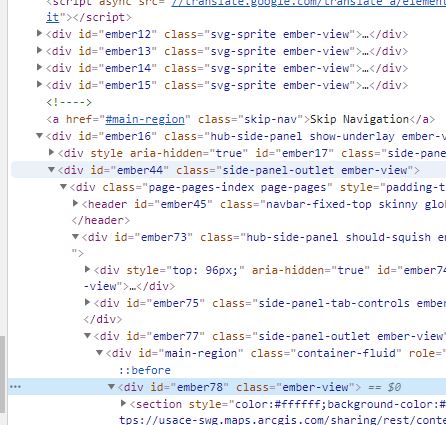 <script async src="//translate.google.com/translate_a/elemen
it"></script>
▶<div id="ember12" class="svg-sprite ember-view">…</div>
▶<div id="ember13" class="svg-sprite ember-view">…</div>
▶<div id="ember14" class="svg-sprite ember-view">…</div>
▶<div id="ember15" class="svg-sprite ember-view">…</div>
<!---->
<a href="#main-region" class="skip-nav">Skip Navigation</a>
▼<div id="ember16" class="hub-side-panel show-underlay ember-v
▶<div style aria-hidden="true" id="ember17" class="side-pane
▼<div id="ember44" class="side-panel-outlet ember-view">
▼<div class="page-pages-index page-pages" style="padding-t
▶<header id="ember45" class="navbar-fixed-top skinny glo
</header>
▼<div id="ember73" class="hub-side-panel should-squish em
">
▶<div style="top: 96px;" aria-hidden="true" id="ember74
-view">…</div>
▶<div id="ember75" class="side-panel-tab-controls ember
</div>
▼<div id="ember77" class="side-panel-outlet ember-view"
▼<div id="main-region" class="container-fluid" role="
::before
… ▼<div id="ember78" class="ember-view"> == $0
▶<section style="color:#ffffff;background-color:#
tps://usace-swg.maps.arcgis.com/sharing/rest/conte